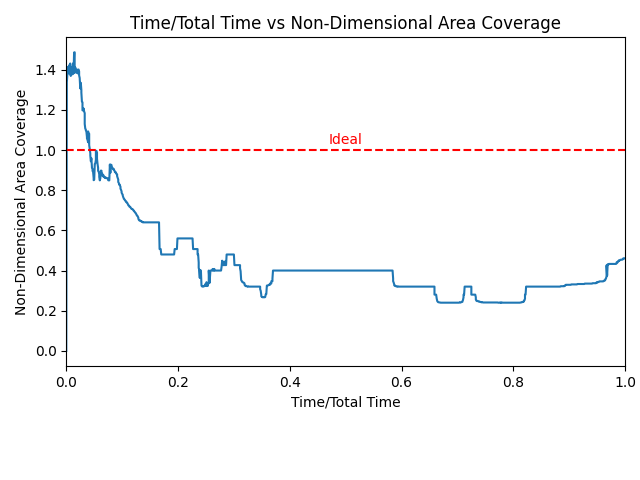 Time/Total Time vs Non-Dimensional Area Coverage
Non-Dimensional Area Coverage
1.4
1.2
1.0
0.8
0.6
0.4
0.2
0.0
Ideal
0.0 0.2 0.4 0.6 0.8 1.0
Time/Total Time